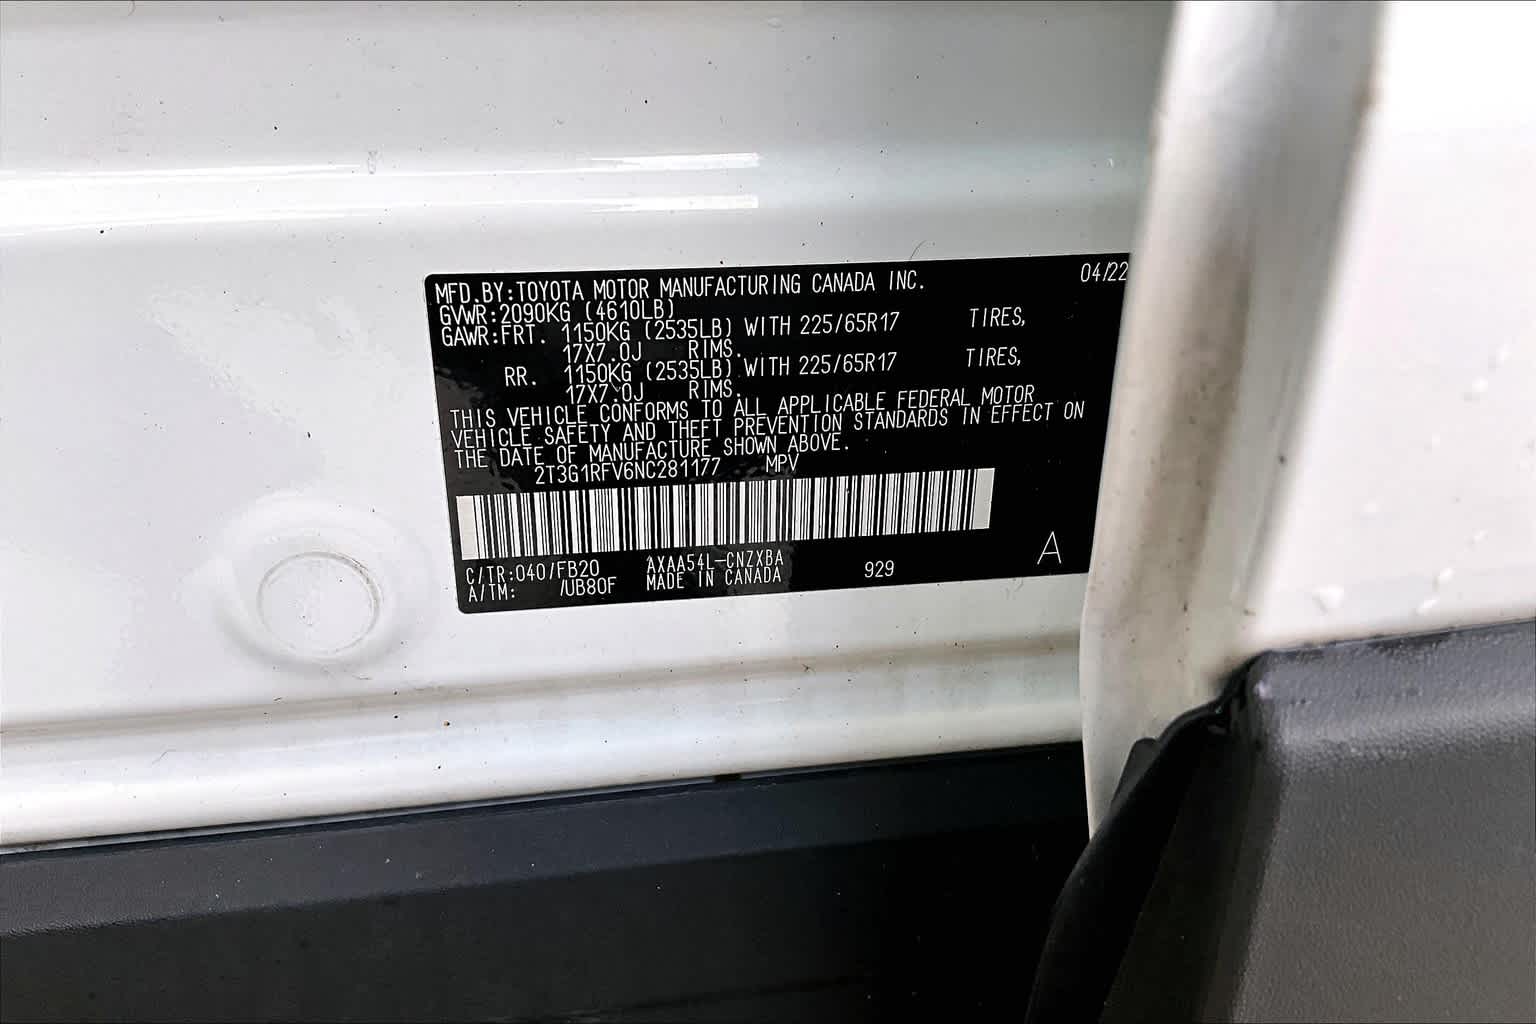 MFD.BY:TOYOTA MOTOR MANUFACTURING CANADA INC. 04/22
GVWR:2090KG (4610LB)
GAWR:FRT. 1150KG (2535LB) WITH 225/65R17 TIRES,
17X7.0J RIMS.
RR. 1150KG (2535LB) WITH 225/65R17 TIRES,
17X7.0J RIMS.
THIS VEHICLE CONFORMS TO ALL APPLICABLE FEDERAL MOTOR
VEHICLE SAFETY AND THEFT PREVENTION STANDARDS IN EFFECT ON
THE DATE OF MANUFACTURE SHOWN ABOVE.
2T3G1RFV6NC281177 MPV
C/TR:040/FB20 AXAA54L-CNZXBA 929 A
A/TM: /UB80F MADE IN CANADA